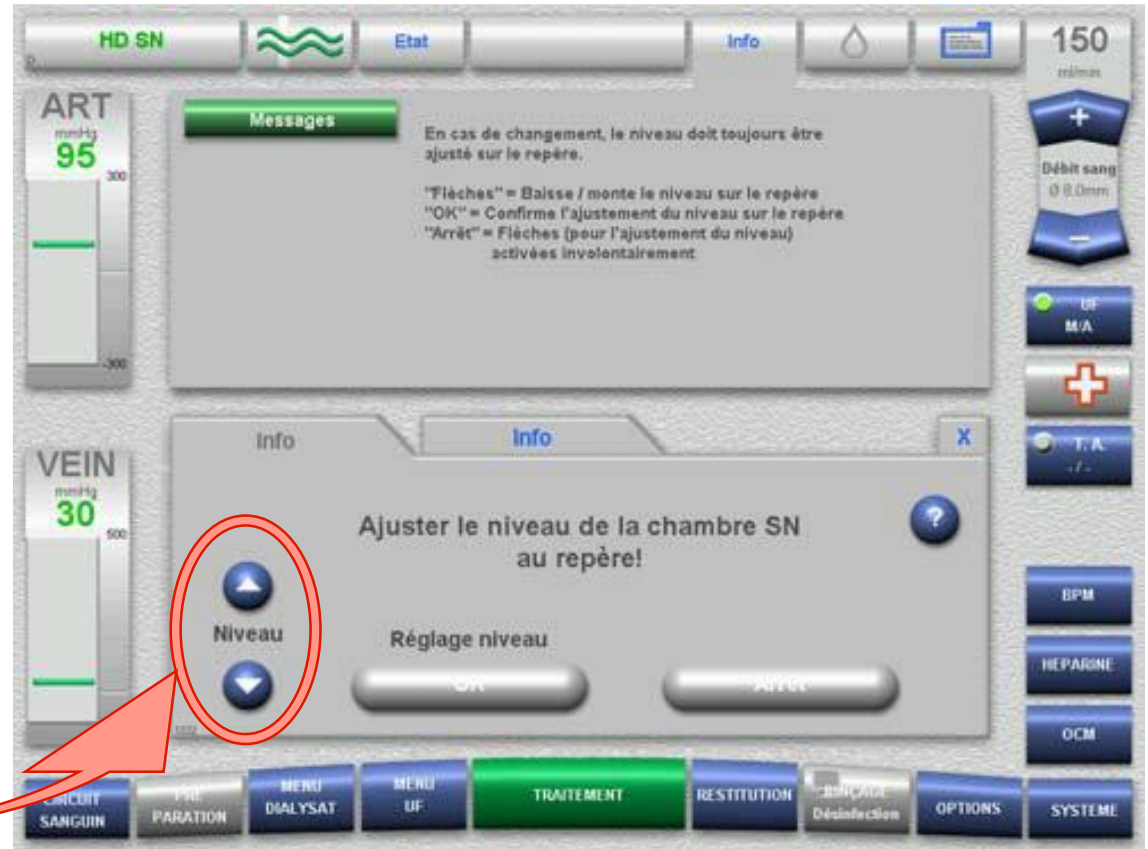 HD SN
Etat
Info
150
ml/min
ART
mmHg
95
300
-300
Messages
En cas de changement, le niveau doit toujours être
ajusté sur le repère.
"Flèches" = Baisse / monte le niveau sur le repère
"OK" = Confirme l'ajustement du niveau sur le repère
"Arrêt" = Flèches (pour l'ajustement du niveau)
activées involontairement
+
Débit sang
Ø 8.0mm
–
UF
M/A
T. A.
- / -
VEIN
mmHg
30
500
Info
Info
X
?
Ajuster le niveau de la chambre SN
au repère!
Niveau
Réglage niveau
OK
Arrêt
BPM
HEPARINE
OCM
CIRCUIT
SANGUIN
PRE
PARATION
MENU
DIALYSAT
MENU
UF
TRAITEMENT
RESTITUTION
RINÇAGE
Désinfection
OPTIONS
SYSTEME